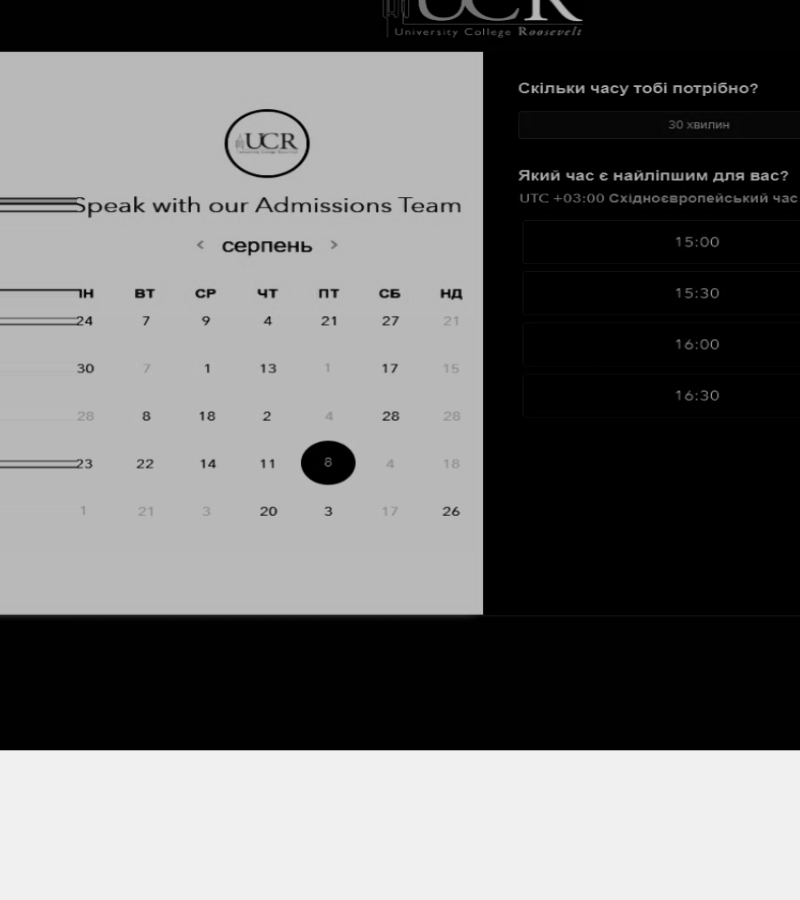 UCR
University College Roosevelt
UCR
Speak with our Admissions Team
< серпень >
ПН ВТ СР ЧТ ПТ СБ НД
24 7 9 4 21 27 21
30 7 1 13 1 17 15
28 8 18 2 4 28 28
23 22 14 11 8 4 18
1 21 3 20 3 17 26
Скільки часу тобі потрібно?
30 хвилин
Який час є найліпшим для вас?
UTC +03:00 Східноєвропейський час
15:00
15:30
16:00
16:30